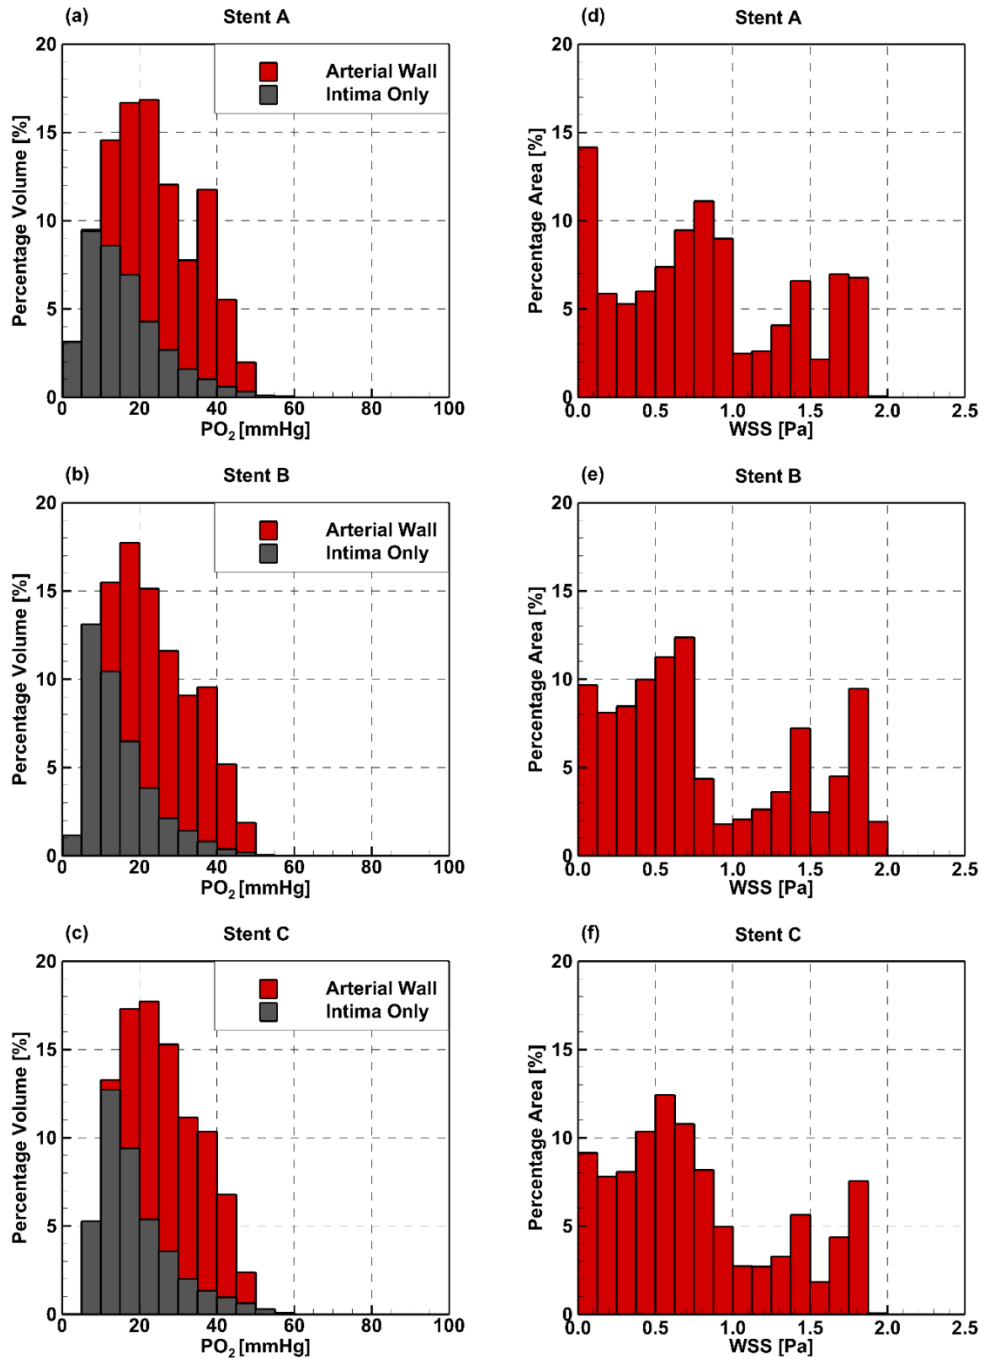 (a) Stent A
20
15
10
5
0
Percentage Volume [%]
Arterial Wall
Intima Only
0 20 40 60 80 100
PO₂ [mmHg]
(d) Stent A
20
15
10
5
0
Percentage Area [%]
0.0 0.5 1.0 1.5 2.0 2.5
WSS [Pa]
(b) Stent B
20
15
10
5
0
Percentage Volume [%]
Arterial Wall
Intima Only
0 20 40 60 80 100
PO₂ [mmHg]
(e) Stent B
20
15
10
5
0
Percentage Area [%]
0.0 0.5 1.0 1.5 2.0 2.5
WSS [Pa]
(c) Stent C
20
15
10
5
0
Percentage Volume [%]
Arterial Wall
Intima Only
0 20 40 60 80 100
PO₂ [mmHg]
(f) Stent C
20
15
10
5
0
Percentage Area [%]
0.0 0.5 1.0 1.5 2.0 2.5
WSS [Pa]